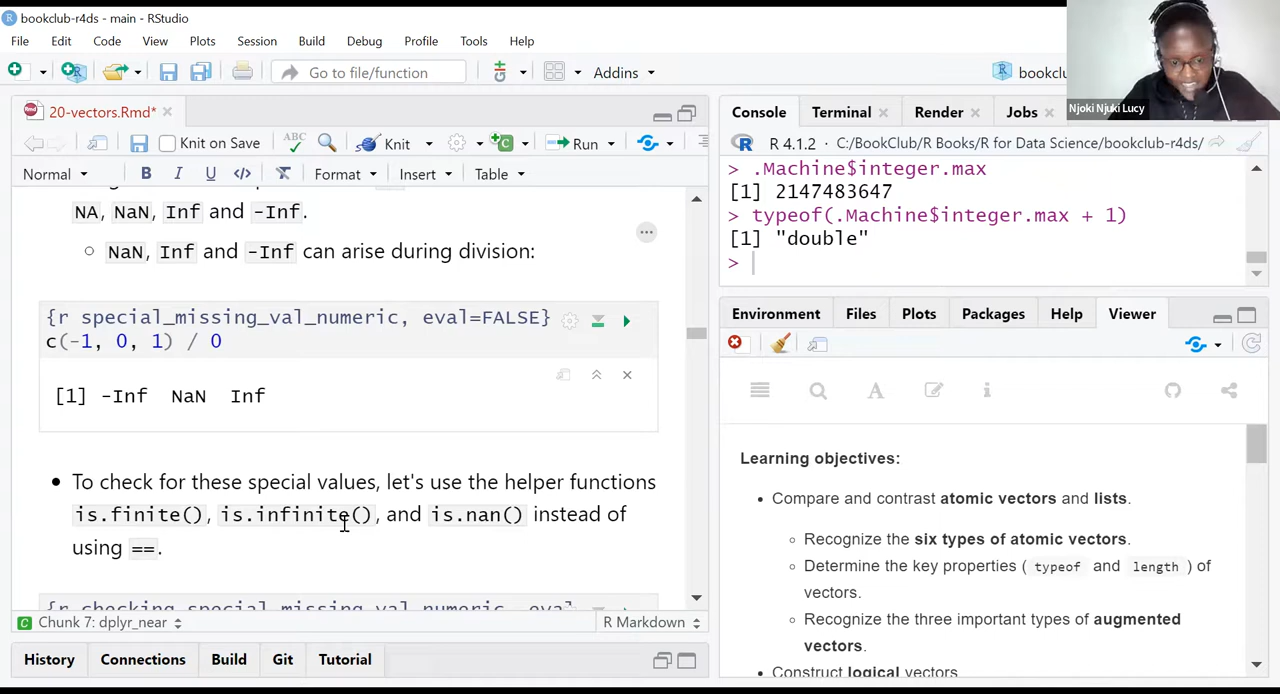 bookclub-r4ds - main - RStudio
File Edit Code View Plots Session Build Debug Profile Tools Help
Go to file/function Addins
Njoki Njuki Lucy
20-vectors.Rmd*
Knit on Save ABC Knit Run
Normal B I U </> Format Insert Table
NA, NaN, Inf and -Inf.
NaN, Inf and -Inf can arise during division:
{r special_missing_val_numeric, eval=FALSE}
c(-1, 0, 1) / 0
[1] -Inf NaN Inf
To check for these special values, let's use the helper functions
is.finite(), is.infinite(), and is.nan() instead of
using ==.
{r checking_special_missing_val_numeric, eval
Chunk 7: dplyr_near R Markdown
History Connections Build Git Tutorial
Console Terminal Render Jobs
R 4.1.2 · C:/BookClub/R Books/R for Data Science/bookclub-r4ds/
> .Machine$integer.max
[1] 2147483647
> typeof(.Machine$integer.max + 1)
[1] "double"
>
Environment Files Plots Packages Help Viewer
Learning objectives:
Compare and contrast atomic vectors and lists.
Recognize the six types of atomic vectors.
Determine the key properties ( typeof and length ) of
vectors.
Recognize the three important types of augmented
vectors.
Construct logical vectors